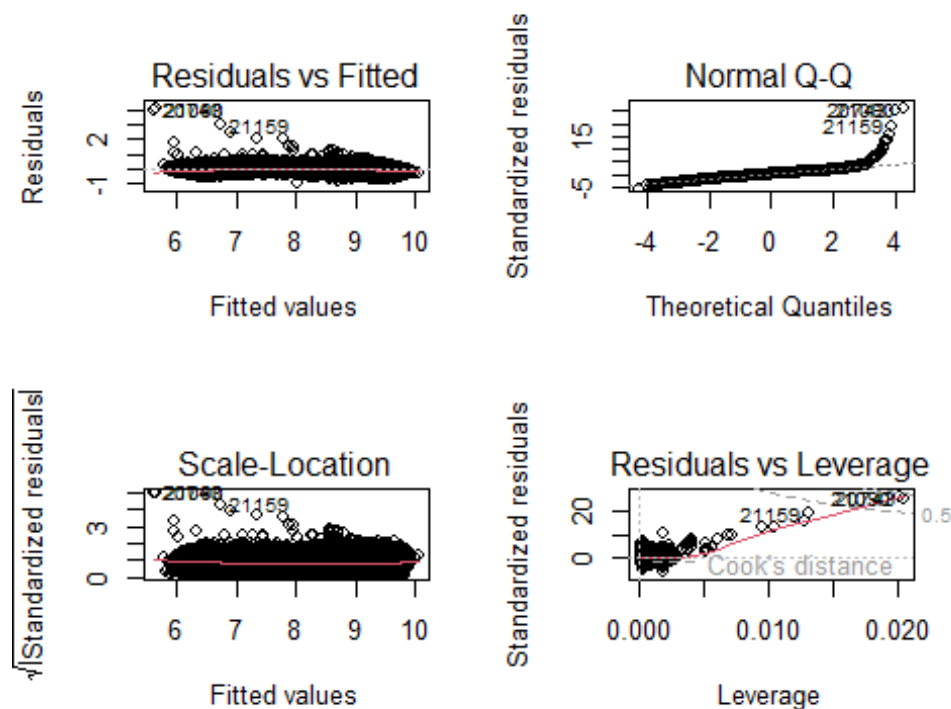 Residuals vs Fitted
Residuals
2
-1
21159
6 7 8 9 10
Fitted values
Normal Q-Q
Standardized residuals
15
-5
21159
-4 -2 0 2 4
Theoretical Quantiles
Scale-Location
√|Standardized residuals|
3
0
21159
6 7 8 9 10
Fitted values
Residuals vs Leverage
Standardized residuals
20
0
21159
0.5
Cook's distance
0.000 0.010 0.020
Leverage